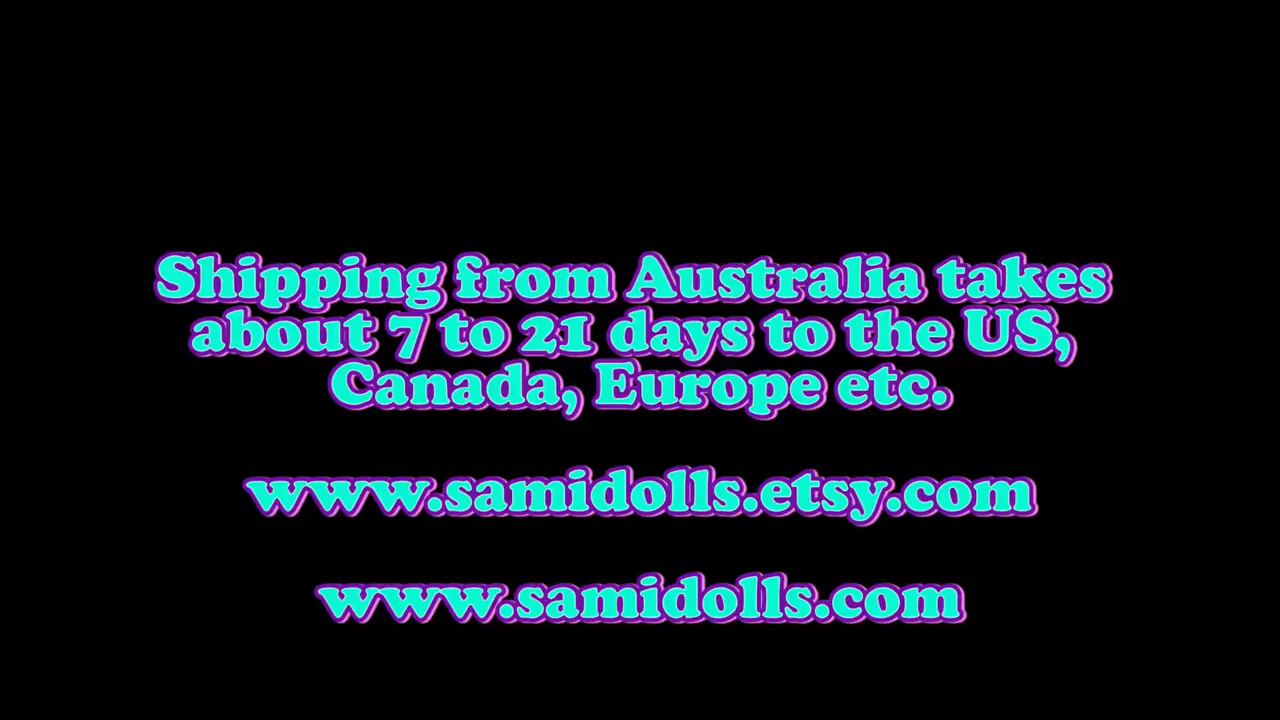 Shipping from Australia takes
about 7 to 21 days to the US,
Canada, Europe etc.
www.samidolls.etsy.com
www.samidolls.com